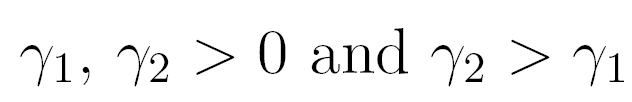 γ₁, γ₂ > 0 and γ₂ > γ₁